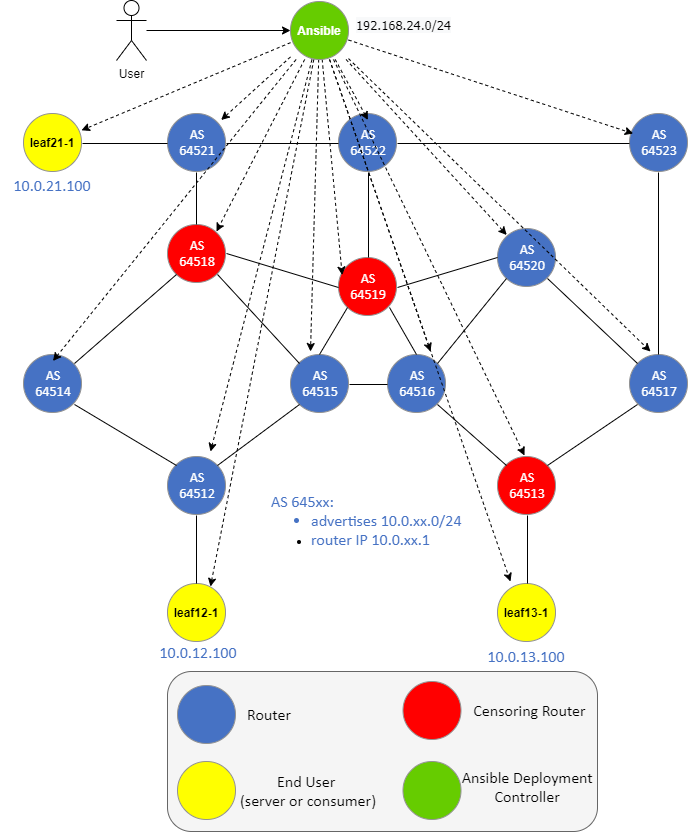 Ansible
192.168.24.0/24
User
leaf21-1
AS
64521
AS
64522
AS
64523
10.0.21.100
AS
64518
AS
64519
AS
64520
AS
64514
AS
64515
AS
64516
AS
64517
AS
64512
AS
64513
AS 645xx:
• advertises 10.0.xx.0/24
• router IP 10.0.xx.1
leaf12-1
leaf13-1
10.0.12.100
10.0.13.100
Router
Censoring Router
End User
(server or consumer)
Ansible Deployment
Controller